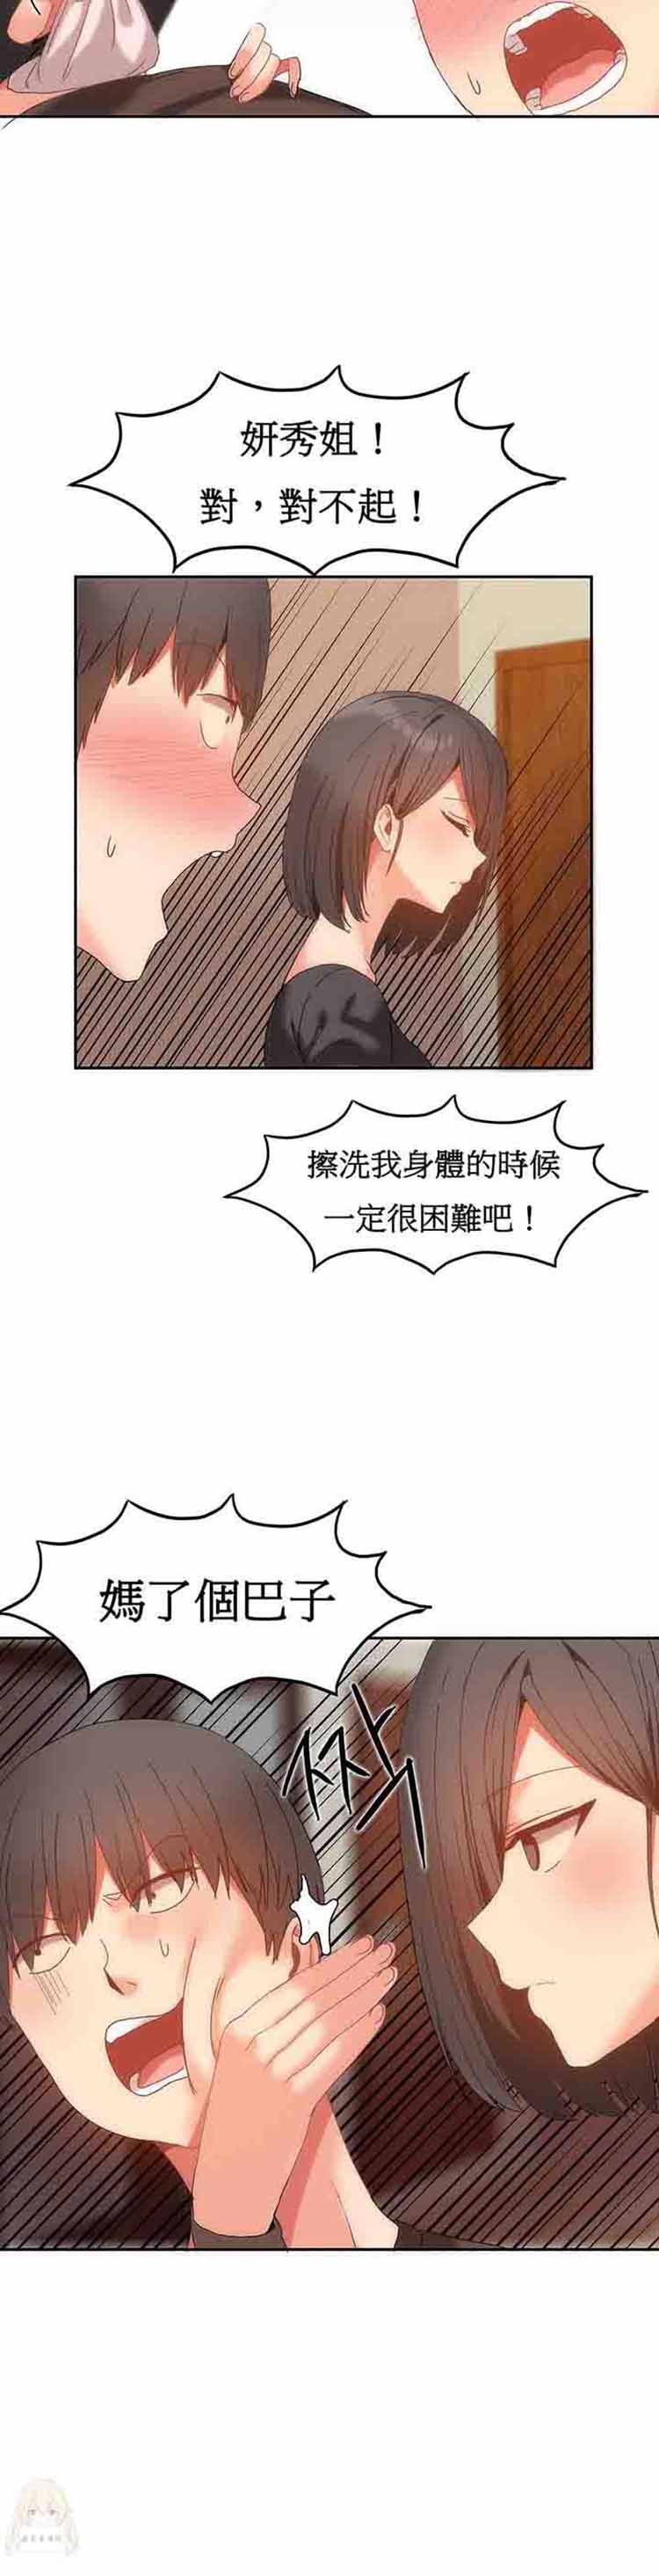 妍秀姐！
對，對不起！
擦洗我身體的時候
一定很困難吧！
媽了個巴子
짝